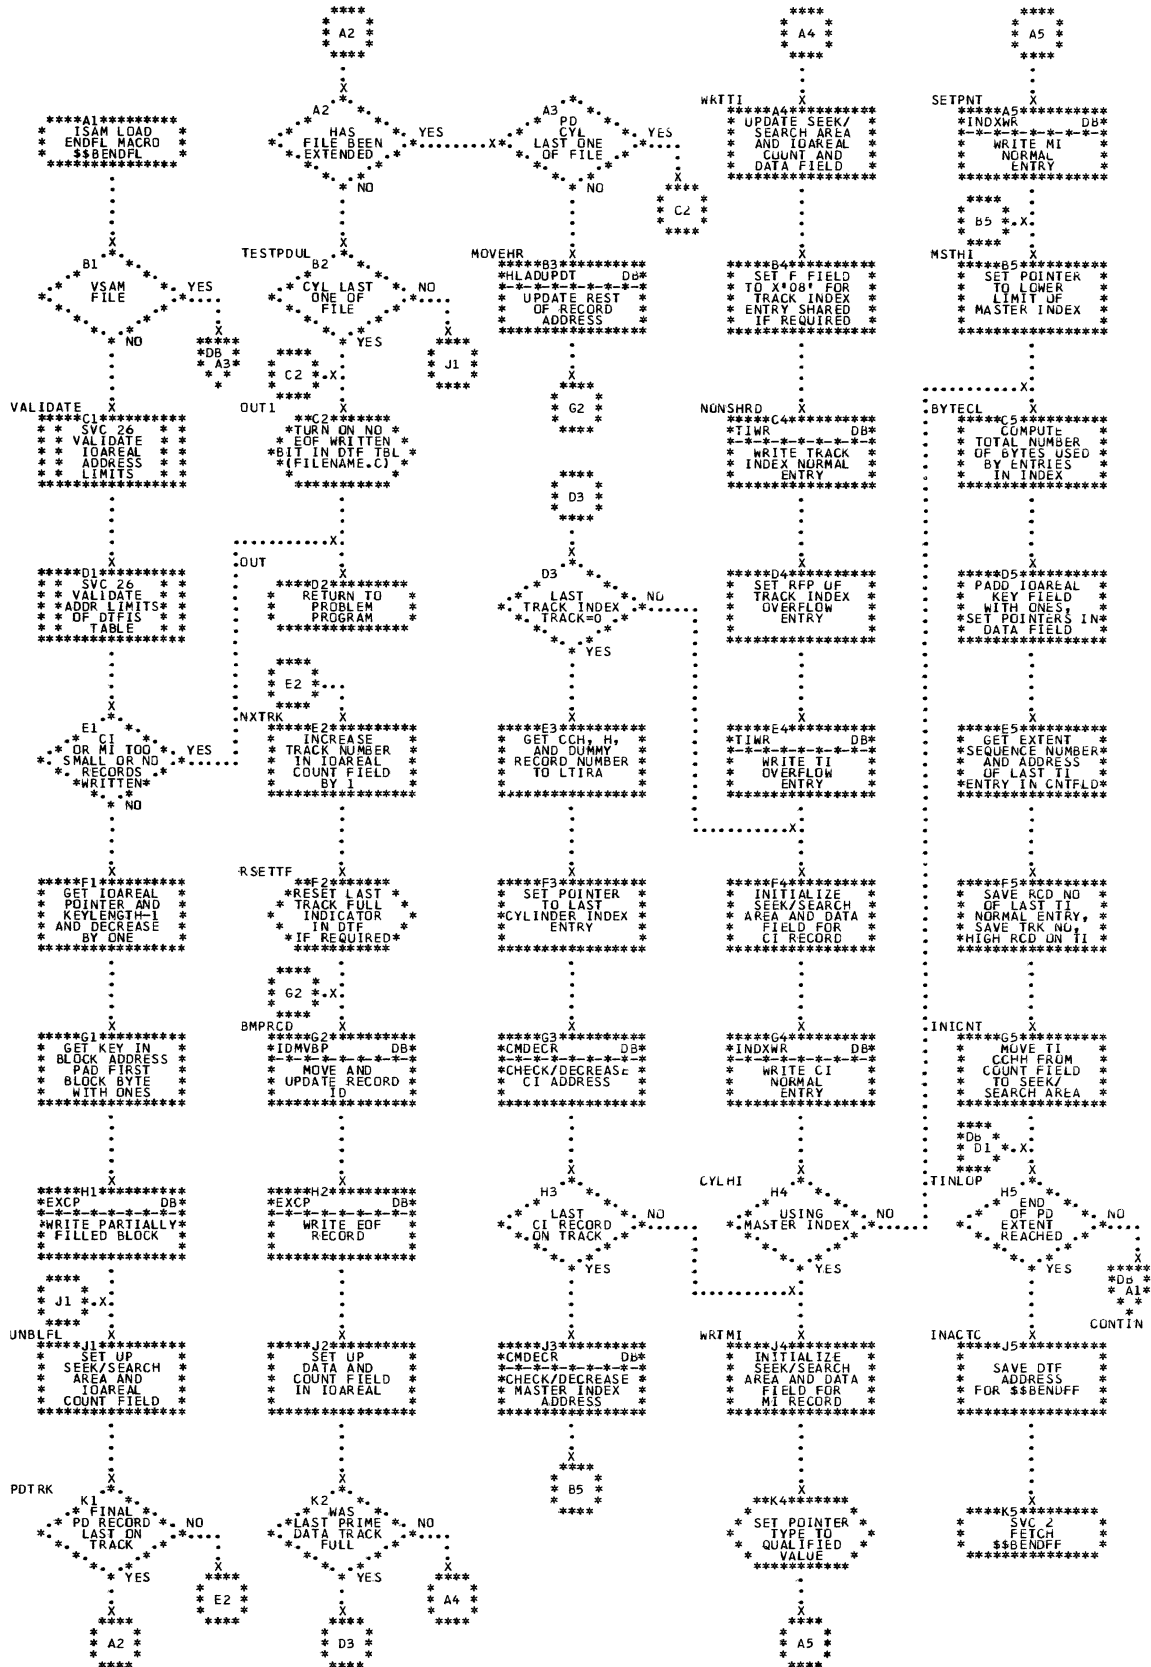 A2
A4
A5
A1
ISAM LOAD
ENDFL MACRO
$$BENDFL
B1
VSAM
FILE
YES
NO
DB
A3
VALIDATE
C1
SVC 26
VALIDATE
IOAREAL
ADDRESS
LIMITS
D1
SVC 26
VALIDATE
ADDR LIMITS
OF DTFIS
TABLE
E1
CI
OR MI TOO
SMALL OR NO
RECORDS
WRITTEN
YES
NO
F1
GET IOAREAL
POINTER AND
KEYLENGTH-1
AND DECREASE
BY ONE
G1
GET KEY IN
BLOCK ADDRESS
PAD FIRST
BLOCK BYTE
WITH ONES
H1
EXCP DB
WRITE PARTIALLY
FILLED BLOCK
J1
UNBLFL
J1
SET UP
SEEK/SEARCH
AREA AND
IOAREAL
COUNT FIELD
PDTRK
K1
FINAL
PD RECORD
LAST ON
TRACK
NO
YES
E2
A2
A2
HAS
FILE BEEN
EXTENDED
YES
NO
TESTPDUL
B2
CYL LAST
ONE OF
FILE
NO
YES
J1
C2
OUT1
C2
TURN ON NO
EOF WRITTEN
BIT IN DTF TBL
(FILENAME.C)
OUT
D2
RETURN TO
PROBLEM
PROGRAM
E2
NXTRK
E2
INCREASE
TRACK NUMBER
IN IOAREAL
COUNT FIELD
BY 1
RSETTF
F2
RESET LAST
TRACK FULL
INDICATOR
IN DTF
IF REQUIRED
G2
BMPRCD
G2
IDMVBP DB
MOVE AND
UPDATE RECORD
ID
H2
EXCP DB
WRITE EOF
RECORD
J2
SET UP
DATA AND
COUNT FIELD
IN IOAREAL
K2
WAS
LAST PRIME
DATA TRACK
FULL
NO
YES
A4
D3
A3
PD
CYL
LAST ONE
OF FILE
YES
NO
C2
MOVEHR
B3
HLADUPDT DB
UPDATE REST
OF RECORD
ADDRESS
G2
D3
D3
LAST
TRACK INDEX
TRACK=0
NO
YES
E3
GET CCH, H,
AND DUMMY
RECORD NUMBER
TO LTIRA
F3
SET POINTER
TO LAST
CYLINDER INDEX
ENTRY
G3
CMDECR DB
CHECK/DECREASE
CI ADDRESS
H3
LAST
CI RECORD
ON TRACK
NO
YES
J3
CMDECR DB
CHECK/DECREASE
MASTER INDEX
ADDRESS
B5
WRTTI
A4
UPDATE SEEK/
SEARCH AREA
AND IOAREAL
COUNT AND
DATA FIELD
B4
SET F FIELD
TO X'08' FOR
TRACK INDEX
ENTRY SHARED
IF REQUIRED
NONSHRD
C4
TIWR DB
WRITE TRACK
INDEX NORMAL
ENTRY
D4
SET RFP OF
TRACK INDEX
OVERFLOW
ENTRY
E4
TIWR DB
WRITE TI
OVERFLOW
ENTRY
F4
INITIALIZE
SEEK/SEARCH
AREA AND DATA
FIELD FOR
CI RECORD
G4
INDXWR DB
WRITE CI
NORMAL
ENTRY
CYLHI
H4
USING
MASTER INDEX
NO
YES
WRTMI
J4
INITIALIZE
SEEK/SEARCH
AREA AND DATA
FIELD FOR
MI RECORD
K4
SET POINTER
TYPE TO
QUALIFIED
VALUE
A5
SETPNT
A5
INDXWR DB
WRITE MI
NORMAL
ENTRY
B5
MSTHI
B5
SET POINTER
TO LOWER
LIMIT OF
MASTER INDEX
BYTECL
C5
COMPUTE
TOTAL NUMBER
OF BYTES USED
BY ENTRIES
IN INDEX
D5
PADD IOAREAL
KEY FIELD
WITH ONES,
SET POINTERS IN
DATA FIELD
E5
GET EXTENT
SEQUENCE NUMBER
AND ADDRESS
OF LAST TI
ENTRY IN CNTFLD
F5
SAVE RCD NO
OF LAST TI
NORMAL ENTRY,
SAVE TRK NO,
HIGH RCD ON TI
INICNT
G5
MOVE TI
CCHH FROM
COUNT FIELD
TO SEEK/
SEARCH AREA
DB
D1
TINLOP
H5
END
OF PD
EXTENT
REACHED
NO
YES
DB
A1
CONTIN
INACTC
J5
SAVE DTF
ADDRESS
FOR $$BENDFF
K5
SVC 2
FETCH
$$BENDFF